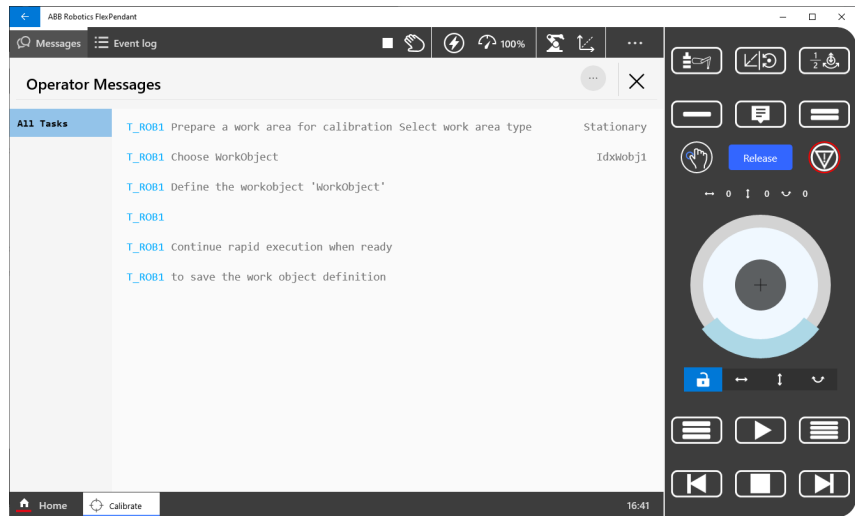 ABB Robotics FlexPendant
Messages Event log 100% ...
Operator Messages ...
All Tasks
T_ROB1 Prepare a work area for calibration Select work area type Stationary
T_ROB1 Choose WorkObject IdxWobj1
T_ROB1 Define the workobject 'WorkObject'
T_ROB1
T_ROB1 Continue rapid execution when ready
T_ROB1 to save the work object definition
Home Calibrate 16:41
1
2
Release
0 0 0